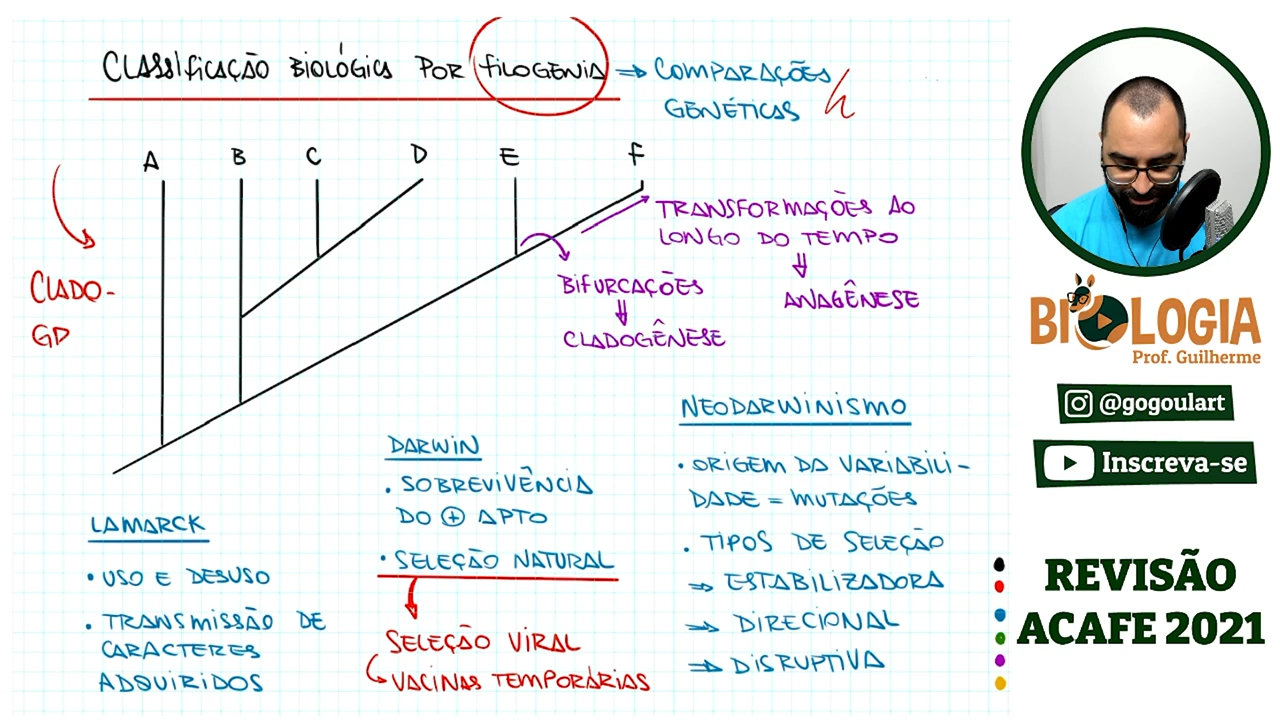 CLASSIFICAÇÃO BIOLÓGICA POR FILOGENIA ⇒ COMPARAÇÕES
GENÉTICAS
A B C D E F
CLADO-
GD
TRANSFORMAÇÕES AO
LONGO DO TEMPO
⇓
ANAGÊNESE
BIFURCAÇÕES
⇓
CLADOGÊNESE
LAMARCK
• USO E DESUSO
• TRANSMISSÃO DE
CARACTERES
ADQUIRIDOS
DARWIN
• SOBREVIVÊNCIA
DO ⊕ APTO
• SELEÇÃO NATURAL
SELEÇÃO VIRAL
VACINAS TEMPORÁRIAS
NEODARWINISMO
• ORIGEM DA VARIABILI-
DADE = MUTAÇÕES
• TIPOS DE SELEÇÃO
⇒ ESTABILIZADORA
⇒ DIRECIONAL
⇒ DISRUPTIVA
BIOLOGIA
Prof. Guilherme
@gogoulart
Inscreva-se
REVISÃO
ACAFE 2021